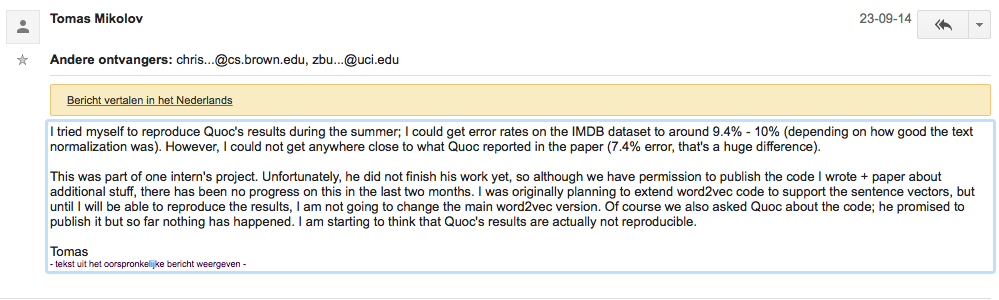 Tomas Mikolov
23-09-14
Andere ontvangers: chris...@cs.brown.edu, zbu...@uci.edu
Bericht vertalen in het Nederlands
I tried myself to reproduce Quoc's results during the summer; I could get error rates on the IMDB dataset to around 9.4% - 10% (depending on how good the text
normalization was). However, I could not get anywhere close to what Quoc reported in the paper (7.4% error, that's a huge difference).
This was part of one intern's project. Unfortunately, he did not finish his work yet, so although we have permission to publish the code I wrote + paper about
additional stuff, there has been no progress on this in the last two months. I was originally planning to extend word2vec code to support the sentence vectors, but
until I will be able to reproduce the results, I am not going to change the main word2vec version. Of course we also asked Quoc about the code; he promised to
publish it but so far nothing has happened. I am starting to think that Quoc's results are actually not reproducible.
Tomas
- tekst uit het oorspronkelijke bericht weergeven -